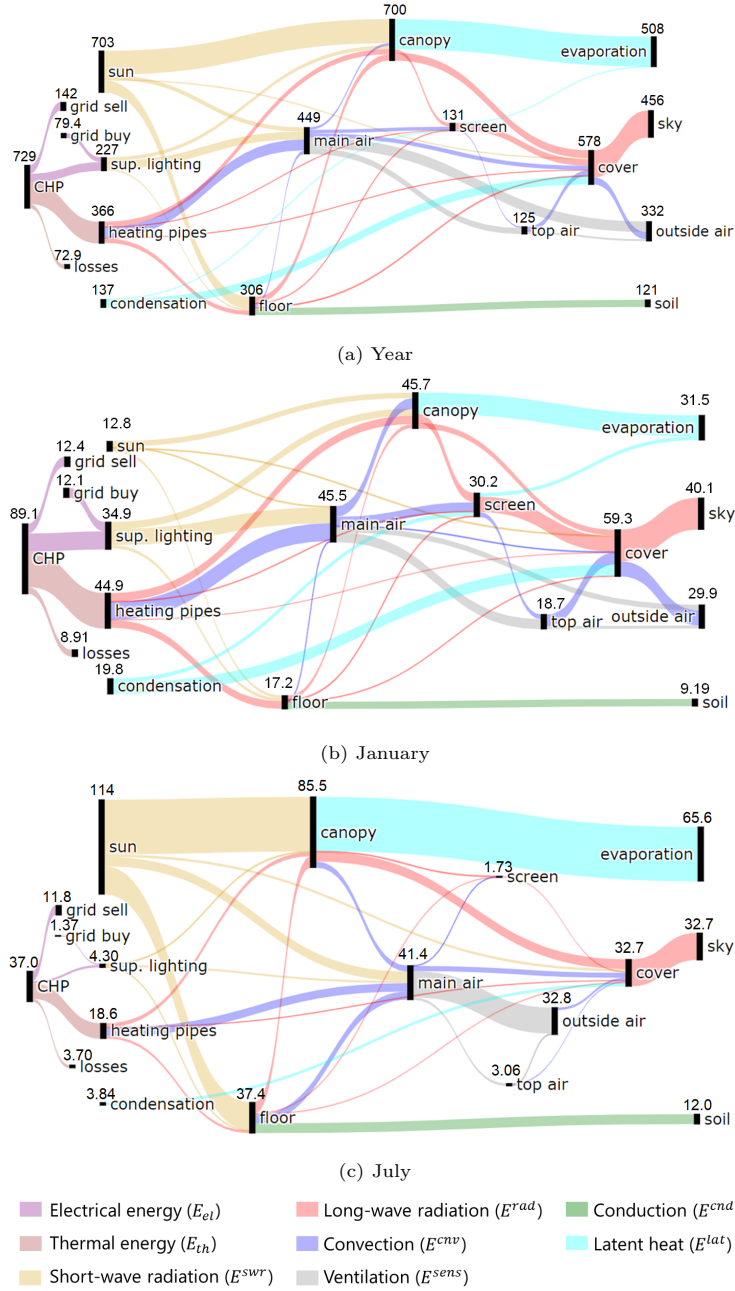 700
canopy
508
evaporation
703
sun
142
grid sell
79.4
grid buy
449
main air
131
screen
456
sky
227
sup. lighting
578
cover
729
CHP
366
heating pipes
125
top air
332
outside air
72.9
losses
137
condensation
306
floor
121
soil
(a) Year
45.7
canopy
31.5
evaporation
12.8
sun
12.4
grid sell
12.1
grid buy
30.2
screen
40.1
sky
89.1
CHP
34.9
sup. lighting
45.5
main air
59.3
cover
44.9
heating pipes
18.7
top air
29.9
outside air
8.91
losses
19.8
condensation
17.2
floor
9.19
soil
(b) January
114
sun
85.5
canopy
65.6
evaporation
1.73
screen
11.8
grid sell
1.37
grid buy
32.7
cover
32.7
sky
37.0
CHP
4.30
sup. lighting
41.4
main air
18.6
heating pipes
32.8
outside air
3.70
losses
3.06
top air
3.84
condensation
37.4
floor
12.0
soil
(c) July
Electrical energy (E_el)
Long-wave radiation (E^rad)
Conduction (E^cnd
Thermal energy (E_th)
Convection (E^cnv)
Latent heat (E^lat)
Short-wave radiation (E^swr)
Ventilation (E^sens)